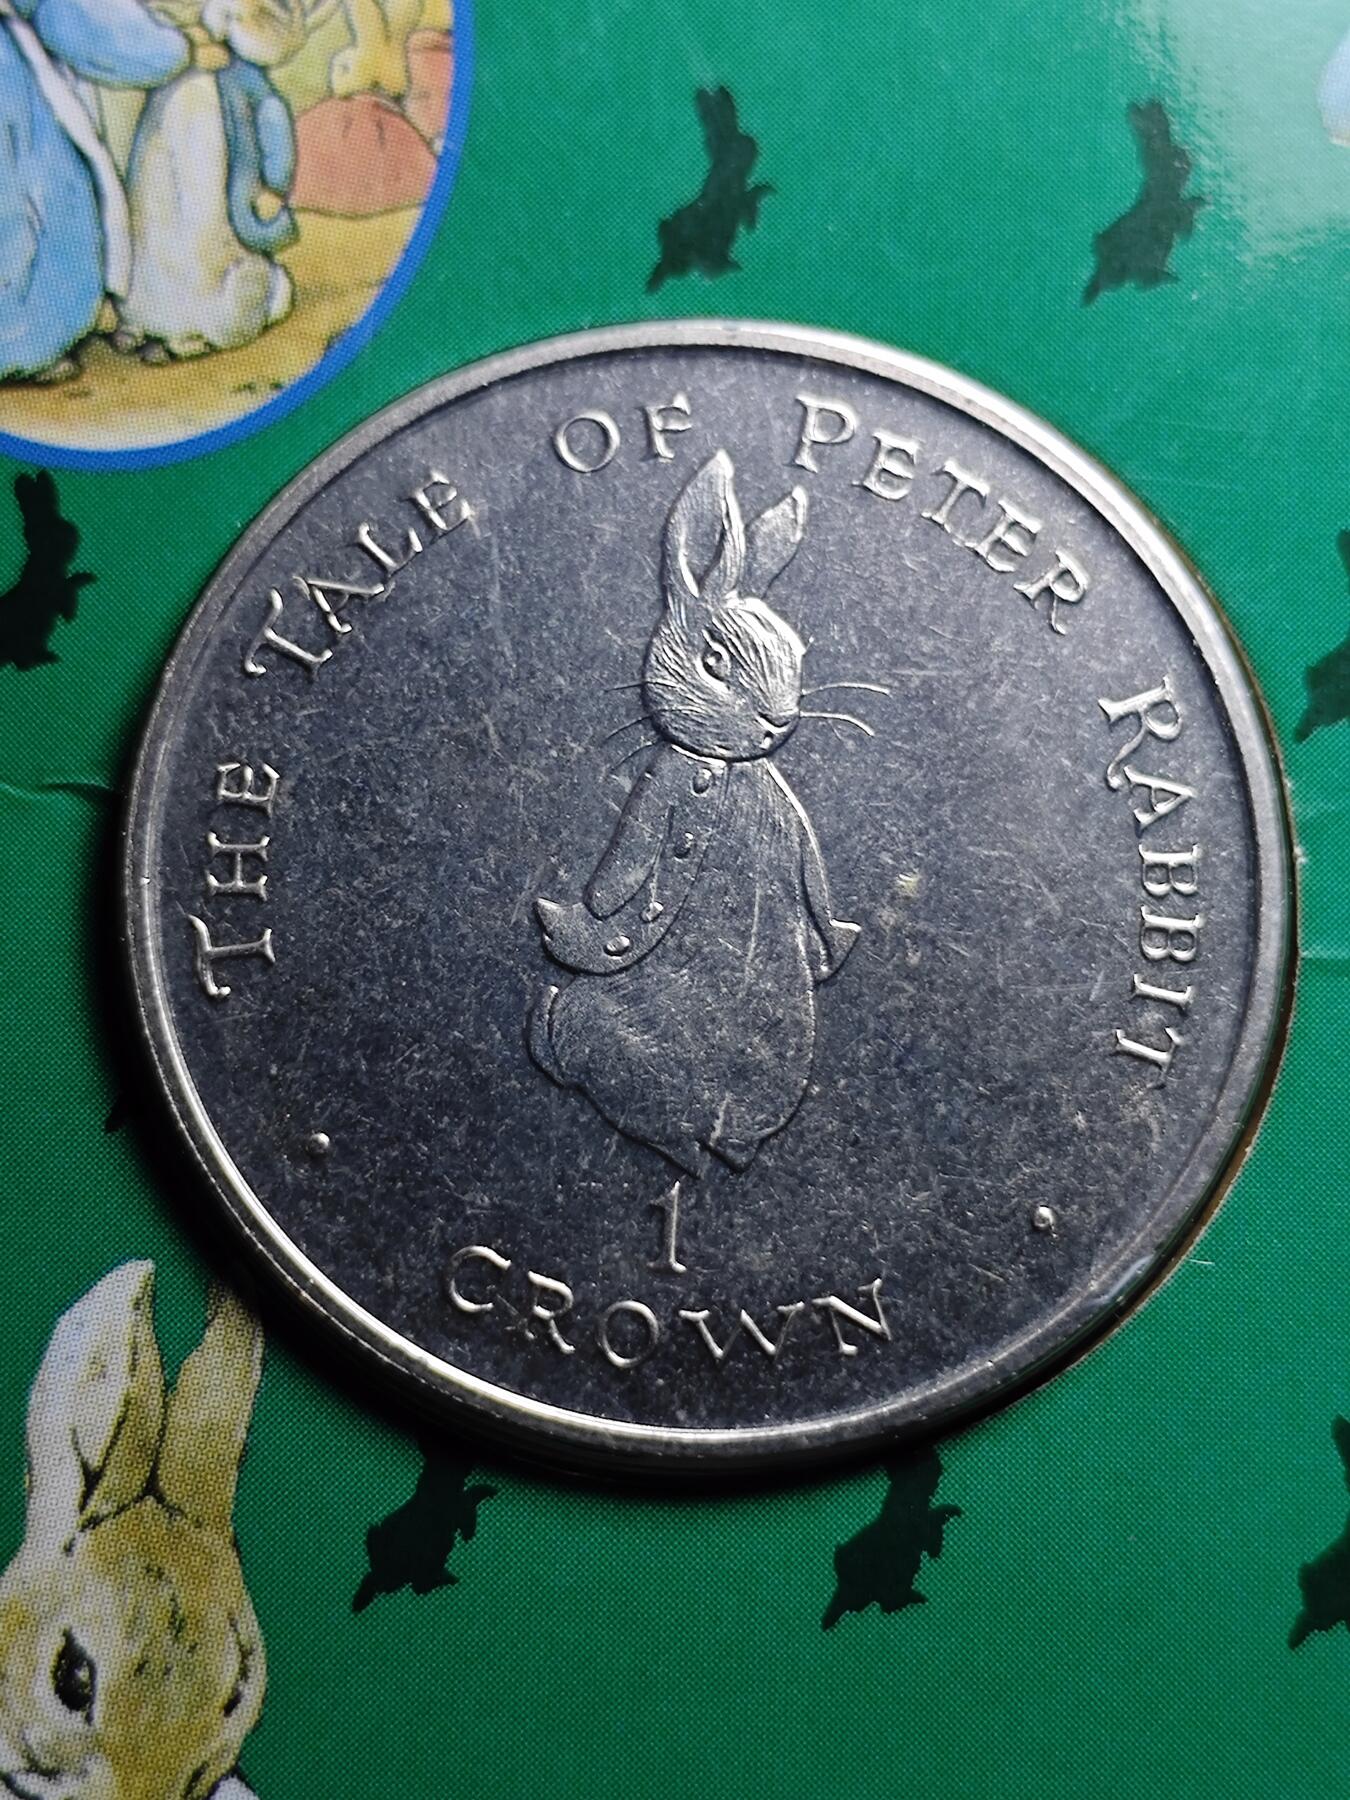 THE TALE OF PETER RABBIT
1
CROWN